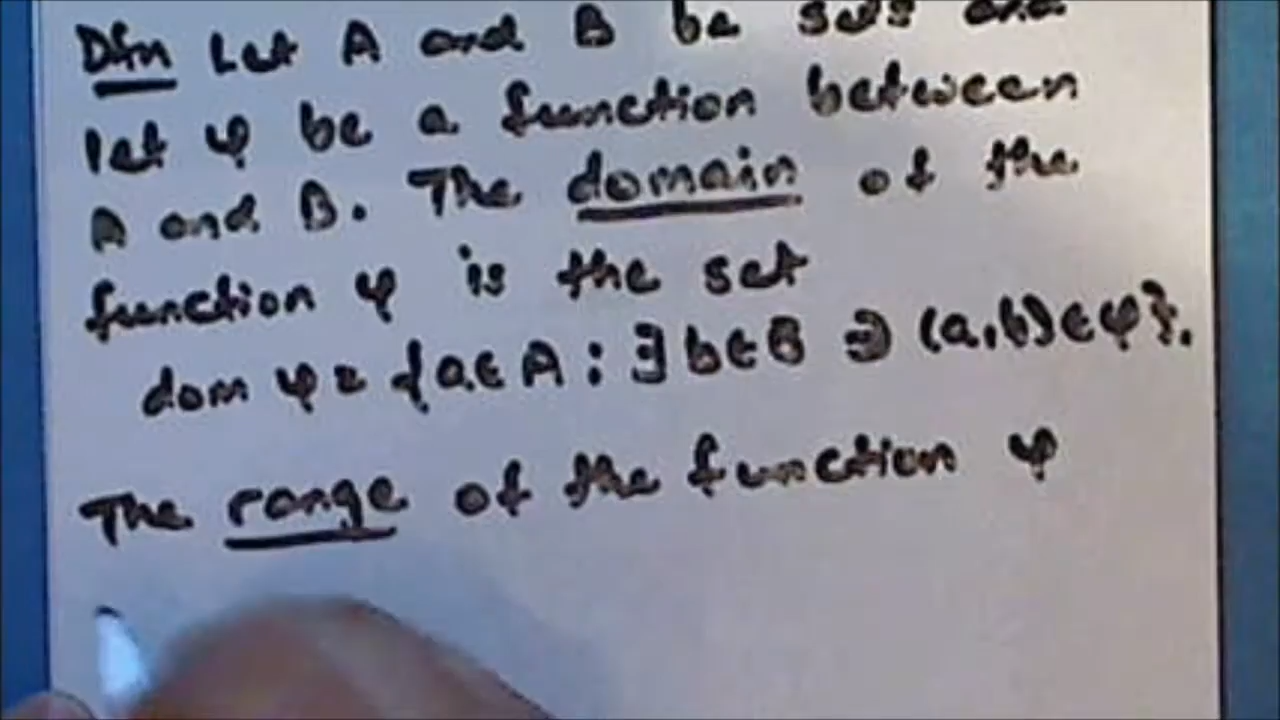 Dfn Let A and B be sets and
let φ be a function between
A and B. The domain of the
function φ is the set
dom φ = {a ∈ A : ∃ b ∈ B ∋ (a,b) ∈ φ}.
The range of the function φ